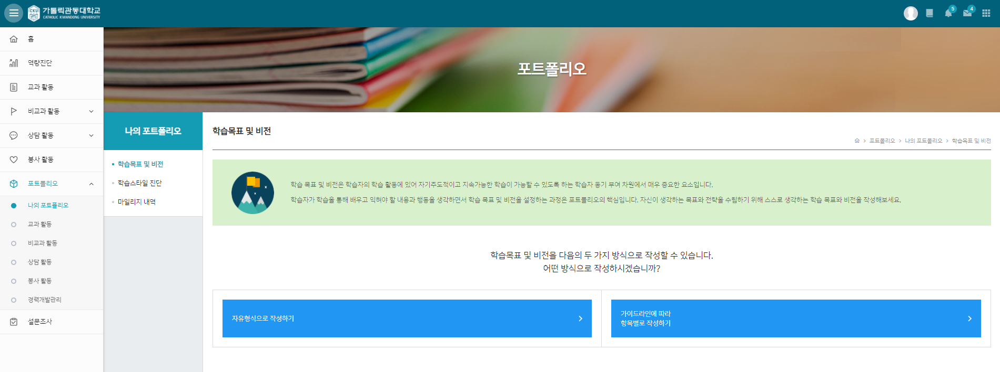 CKU
가톨릭관동대학교
CATHOLIC KWANDONG UNIVERSITY
5
4
홈
역량진단
교과 활동
비교과 활동
상담 활동
봉사 활동
포트폴리오
나의 포트폴리오
교과 활동
비교과 활동
상담 활동
봉사 활동
경력개발관리
설문조사
포트폴리오
나의 포트폴리오
학습목표 및 비전
학습스타일 진단
마일리지 내역
학습목표 및 비전
포트폴리오 > 나의 포트폴리오 > 학습목표 및 비전
학습 목표 및 비전은 학습자의 학습 활동에 있어 자기주도적이고 지속가능한 학습이 가능할 수 있도록 하는 학습자 동기 부여 차원에서 매우 중요한 요소입니다.
학습자가 학습을 통해 배우고 익혀야 할 내용과 행동을 생각하면서 학습 목표 및 비전을 설정하는 과정은 포트폴리오의 핵심입니다. 자신이 생각하는 목표와 전략을 수립하기 위해 스스로 생각하는 학습 목표와 비전을 작성해보세요.
학습목표 및 비전을 다음의 두 가지 방식으로 작성할 수 있습니다.
어떤 방식으로 작성하시겠습니까?
자유형식으로 작성하기
가이드라인에 따라
항목별로 작성하기